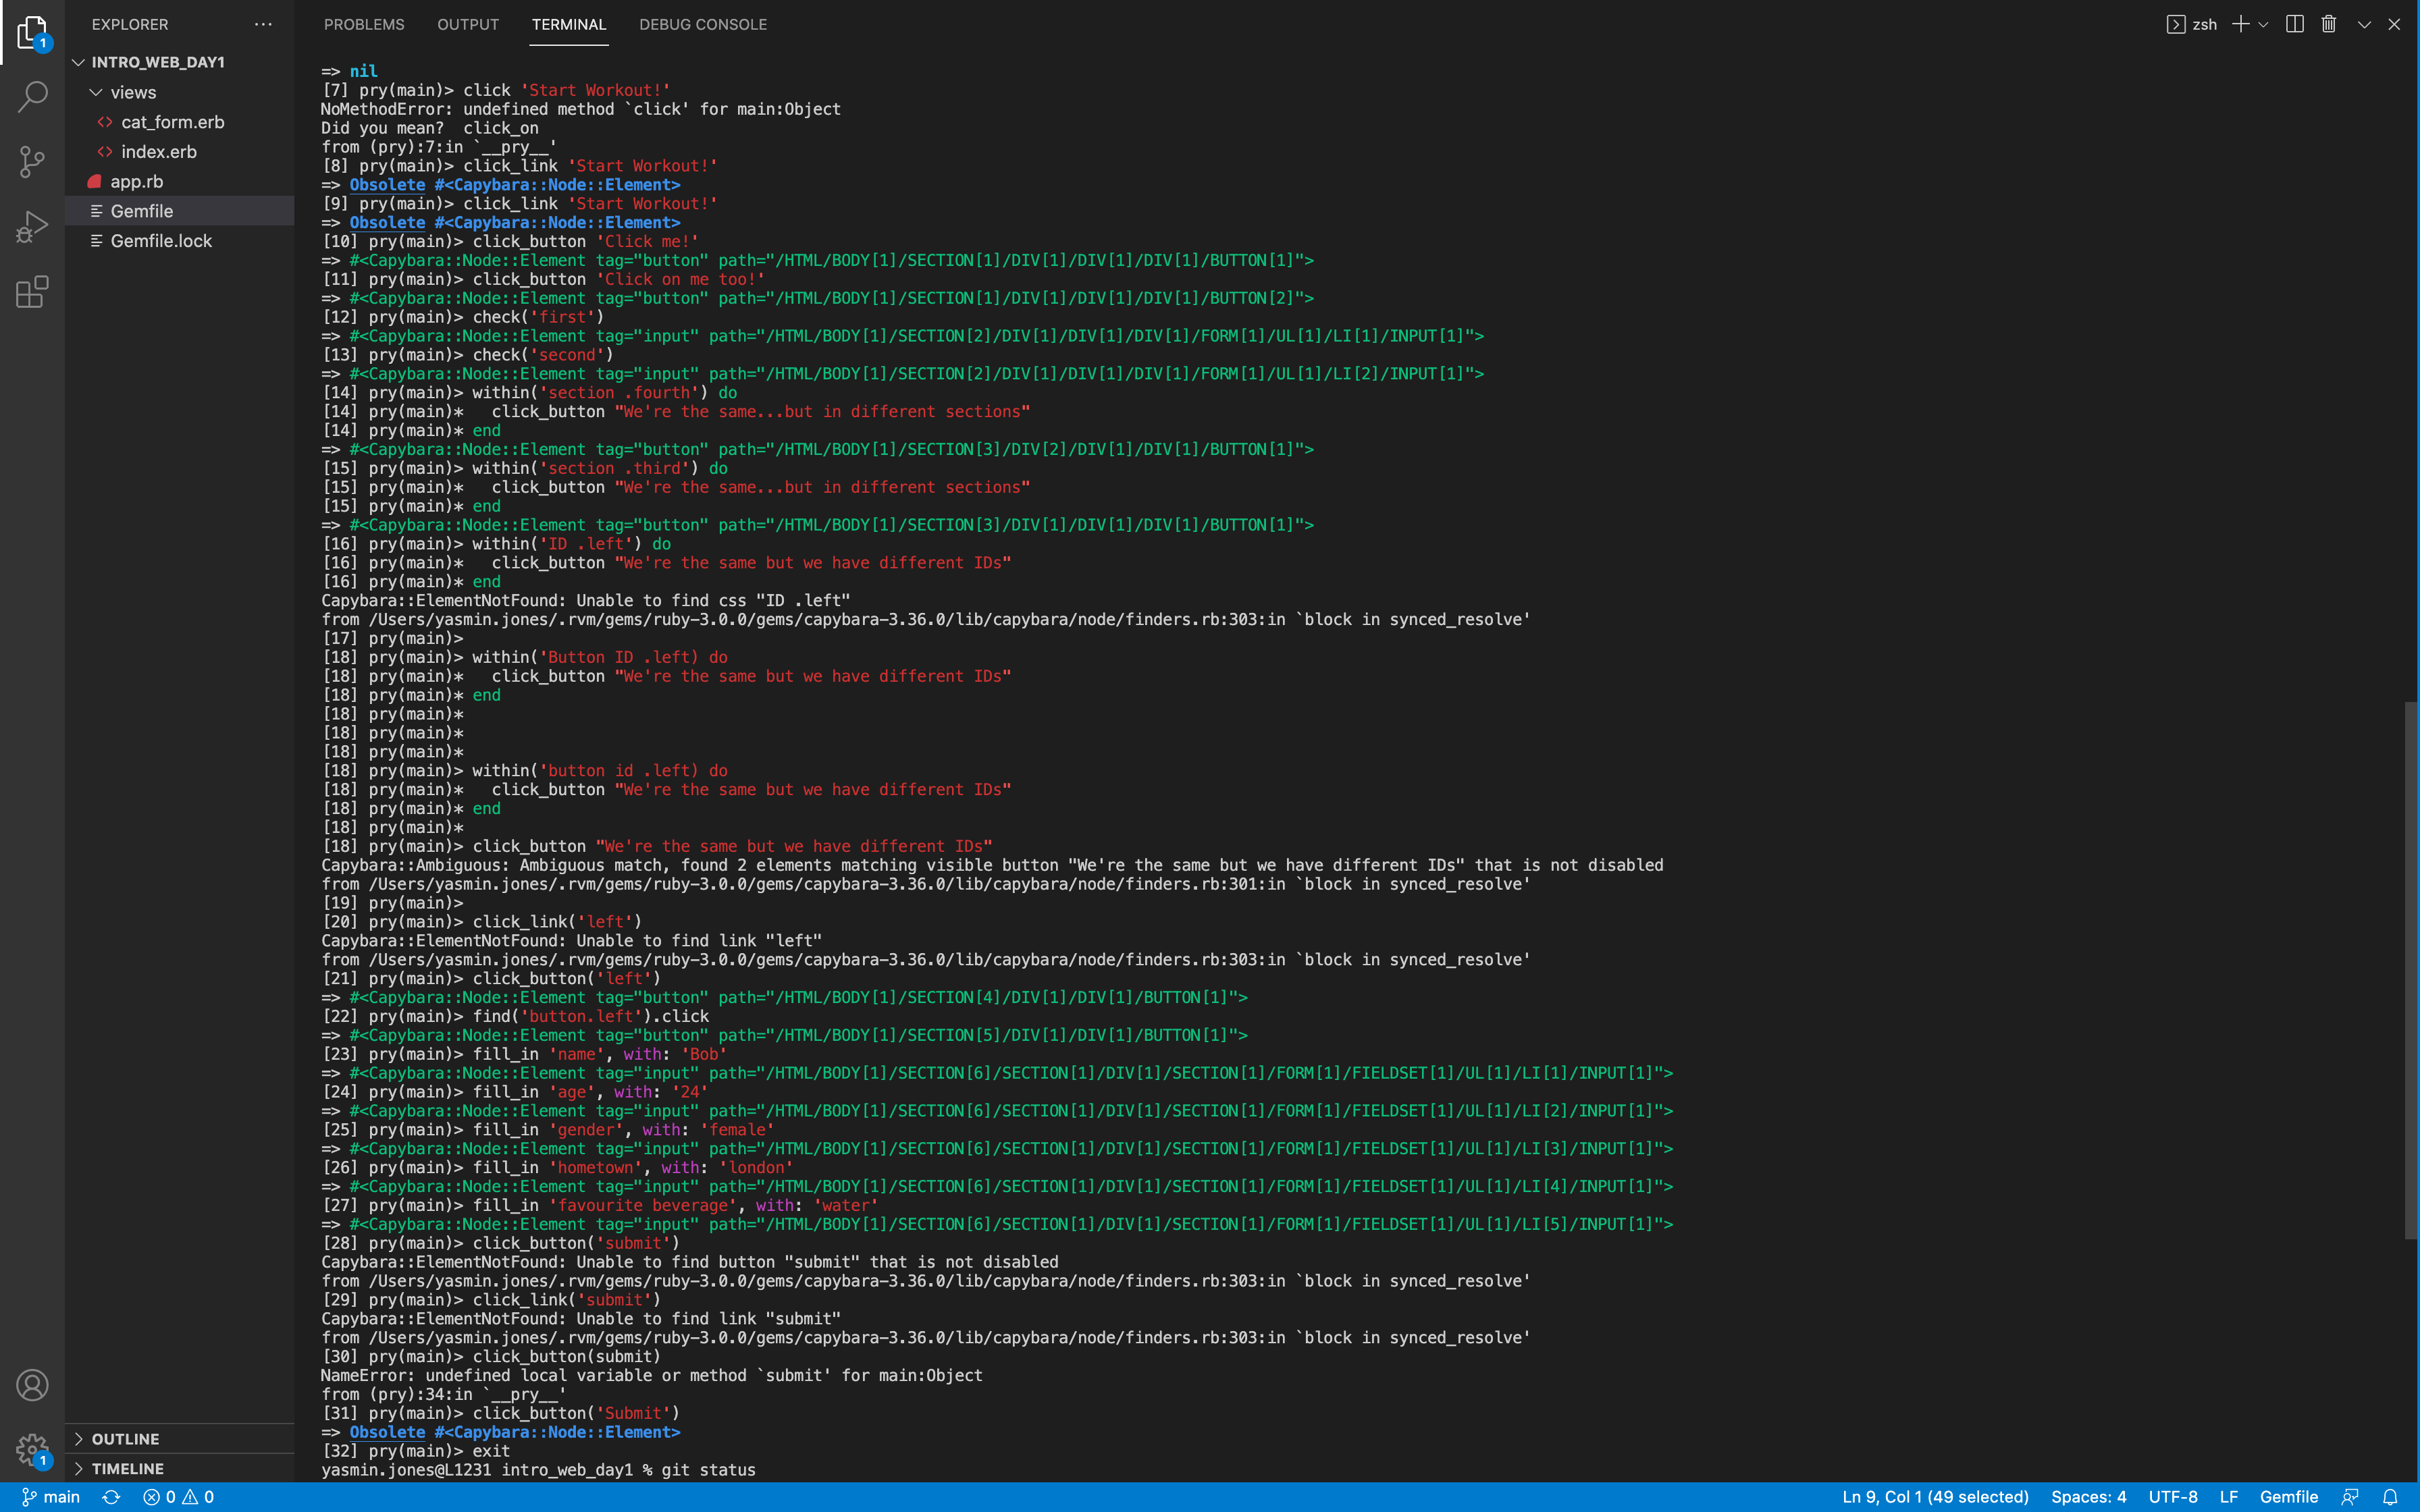 EXPLORER
PROBLEMS OUTPUT TERMINAL DEBUG CONSOLE
zsh
INTRO_WEB_DAY1
views
cat_form.erb
index.erb
app.rb
Gemfile
Gemfile.lock
=> nil
[7] pry(main)> click 'Start Workout!'
NoMethodError: undefined method `click' for main:Object
Did you mean?  click_on
from (pry):7:in `__pry__'
[8] pry(main)> click_link 'Start Workout!'
=> Obsolete #<Capybara::Node::Element>
[9] pry(main)> click_link 'Start Workout!'
=> Obsolete #<Capybara::Node::Element>
[10] pry(main)> click_button 'Click me!'
=> #<Capybara::Node::Element tag="button" path="/HTML/BODY[1]/SECTION[1]/DIV[1]/DIV[1]/DIV[1]/BUTTON[1]">
[11] pry(main)> click_button 'Click on me too!'
=> #<Capybara::Node::Element tag="button" path="/HTML/BODY[1]/SECTION[1]/DIV[1]/DIV[1]/DIV[1]/BUTTON[2]">
[12] pry(main)> check('first')
=> #<Capybara::Node::Element tag="input" path="/HTML/BODY[1]/SECTION[2]/DIV[1]/DIV[1]/DIV[1]/FORM[1]/UL[1]/LI[1]/INPUT[1]">
[13] pry(main)> check('second')
=> #<Capybara::Node::Element tag="input" path="/HTML/BODY[1]/SECTION[2]/DIV[1]/DIV[1]/DIV[1]/FORM[1]/UL[1]/LI[2]/INPUT[1]">
[14] pry(main)> within('section .fourth') do
[14] pry(main)*   click_button "We're the same...but in different sections"
[14] pry(main)* end
=> #<Capybara::Node::Element tag="button" path="/HTML/BODY[1]/SECTION[3]/DIV[2]/DIV[1]/DIV[1]/BUTTON[1]">
[15] pry(main)> within('section .third') do
[15] pry(main)*   click_button "We're the same...but in different sections"
[15] pry(main)* end
=> #<Capybara::Node::Element tag="button" path="/HTML/BODY[1]/SECTION[3]/DIV[1]/DIV[1]/DIV[1]/BUTTON[1]">
[16] pry(main)> within('ID .left') do
[16] pry(main)*   click_button "We're the same but we have different IDs"
[16] pry(main)* end
Capybara::ElementNotFound: Unable to find css "ID .left"
from /Users/yasmin.jones/.rvm/gems/ruby-3.0.0/gems/capybara-3.36.0/lib/capybara/node/finders.rb:303:in `block in synced_resolve'
[17] pry(main)>
[18] pry(main)> within('Button ID .left) do
[18] pry(main)*   click_button "We're the same but we have different IDs"
[18] pry(main)* end
[18] pry(main)*
[18] pry(main)*
[18] pry(main)*
[18] pry(main)> within('button id .left) do
[18] pry(main)*   click_button "We're the same but we have different IDs"
[18] pry(main)* end
[18] pry(main)*
[18] pry(main)> click_button "We're the same but we have different IDs"
Capybara::Ambiguous: Ambiguous match, found 2 elements matching visible button "We're the same but we have different IDs" that is not disabled
from /Users/yasmin.jones/.rvm/gems/ruby-3.0.0/gems/capybara-3.36.0/lib/capybara/node/finders.rb:301:in `block in synced_resolve'
[19] pry(main)>
[20] pry(main)> click_link('left')
Capybara::ElementNotFound: Unable to find link "left"
from /Users/yasmin.jones/.rvm/gems/ruby-3.0.0/gems/capybara-3.36.0/lib/capybara/node/finders.rb:303:in `block in synced_resolve'
[21] pry(main)> click_button('left')
=> #<Capybara::Node::Element tag="button" path="/HTML/BODY[1]/SECTION[4]/DIV[1]/DIV[1]/BUTTON[1]">
[22] pry(main)> find('button.left').click
=> #<Capybara::Node::Element tag="button" path="/HTML/BODY[1]/SECTION[5]/DIV[1]/DIV[1]/BUTTON[1]">
[23] pry(main)> fill_in 'name', with: 'Bob'
=> #<Capybara::Node::Element tag="input" path="/HTML/BODY[1]/SECTION[6]/SECTION[1]/DIV[1]/SECTION[1]/FORM[1]/FIELDSET[1]/UL[1]/LI[1]/INPUT[1]">
[24] pry(main)> fill_in 'age', with: '24'
=> #<Capybara::Node::Element tag="input" path="/HTML/BODY[1]/SECTION[6]/SECTION[1]/DIV[1]/SECTION[1]/FORM[1]/FIELDSET[1]/UL[1]/LI[2]/INPUT[1]">
[25] pry(main)> fill_in 'gender', with: 'female'
=> #<Capybara::Node::Element tag="input" path="/HTML/BODY[1]/SECTION[6]/SECTION[1]/DIV[1]/SECTION[1]/FORM[1]/FIELDSET[1]/UL[1]/LI[3]/INPUT[1]">
[26] pry(main)> fill_in 'hometown', with: 'london'
=> #<Capybara::Node::Element tag="input" path="/HTML/BODY[1]/SECTION[6]/SECTION[1]/DIV[1]/SECTION[1]/FORM[1]/FIELDSET[1]/UL[1]/LI[4]/INPUT[1]">
[27] pry(main)> fill_in 'favourite beverage', with: 'water'
=> #<Capybara::Node::Element tag="input" path="/HTML/BODY[1]/SECTION[6]/SECTION[1]/DIV[1]/SECTION[1]/FORM[1]/FIELDSET[1]/UL[1]/LI[5]/INPUT[1]">
[28] pry(main)> click_button('submit')
Capybara::ElementNotFound: Unable to find button "submit" that is not disabled
from /Users/yasmin.jones/.rvm/gems/ruby-3.0.0/gems/capybara-3.36.0/lib/capybara/node/finders.rb:303:in `block in synced_resolve'
[29] pry(main)> click_link('submit')
Capybara::ElementNotFound: Unable to find link "submit"
from /Users/yasmin.jones/.rvm/gems/ruby-3.0.0/gems/capybara-3.36.0/lib/capybara/node/finders.rb:303:in `block in synced_resolve'
[30] pry(main)> click_button(submit)
NameError: undefined local variable or method `submit' for main:Object
from (pry):34:in `__pry__'
[31] pry(main)> click_button('Submit')
=> Obsolete #<Capybara::Node::Element>
[32] pry(main)> exit
yasmin.jones@L1231 intro_web_day1 % git status
OUTLINE
TIMELINE
1
1
main 0 0
Ln 9, Col 1 (49 selected) Spaces: 4 UTF-8 LF Gemfile